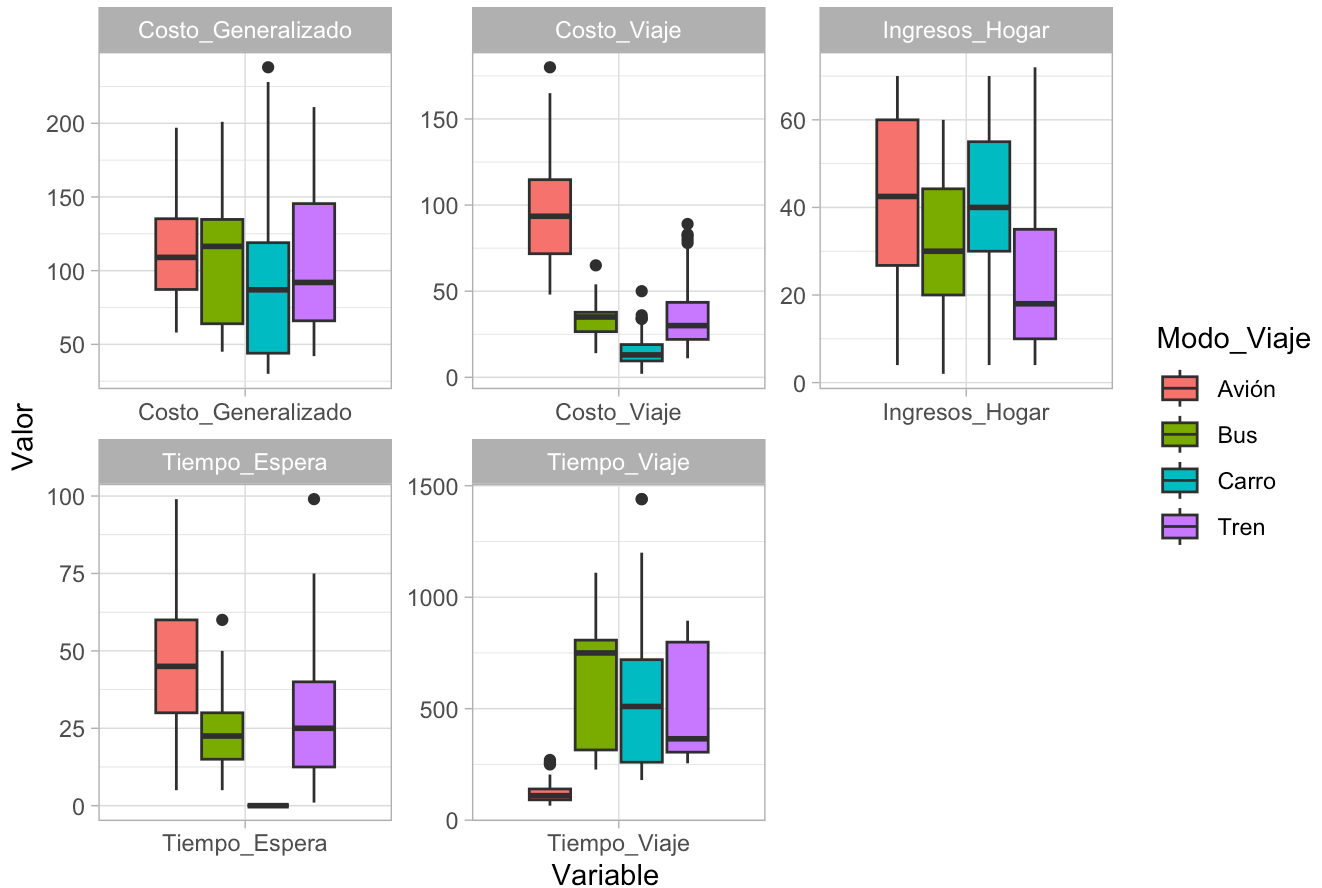 Costo_Generalizado
Costo_Viaje
Ingresos_Hogar
200
150
100
50
150
100
50
0
60
40
20
0
Costo_Generalizado
Costo_Viaje
Ingresos_Hogar
Valor
Tiempo_Espera
Tiempo_Viaje
100
75
50
25
0
1500
1000
500
0
Tiempo_Espera
Tiempo_Viaje
Variable
Modo_Viaje
Avión
Bus
Carro
Tren